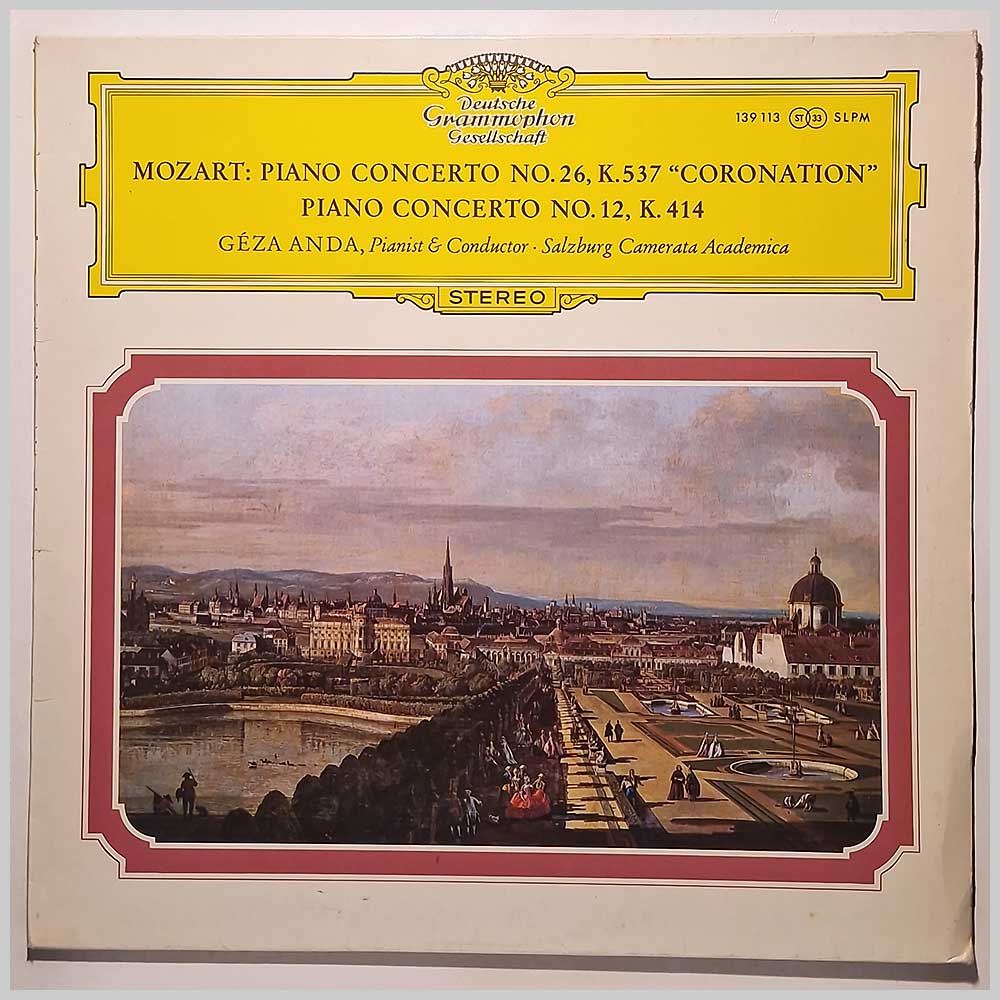 Deutsche
Grammophon
Gesellschaft
139 113 ST 33 SLPM
MOZART: PIANO CONCERTO NO. 26, K. 537 “CORONATION”
PIANO CONCERTO NO. 12, K. 414
GÉZA ANDA, Pianist & Conductor · Salzburg Camerata Academica
STEREO